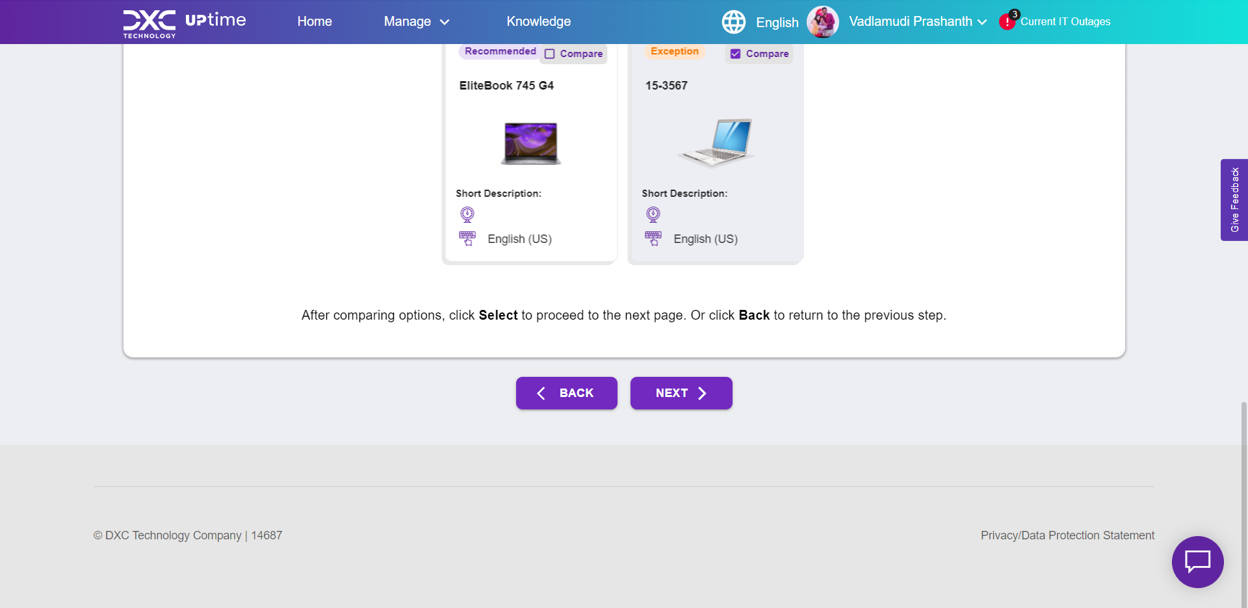 DXC TECHNOLOGY UPtime Home Manage Knowledge English Vadlamudi Prashanth 3 Current IT Outages
Recommended Compare Exception Compare
EliteBook 745 G4 15-3567
Short Description: Short Description:
English (US) English (US)
Give Feedback
After comparing options, click Select to proceed to the next page. Or click Back to return to the previous step.
BACK NEXT
© DXC Technology Company | 14687 Privacy/Data Protection Statement